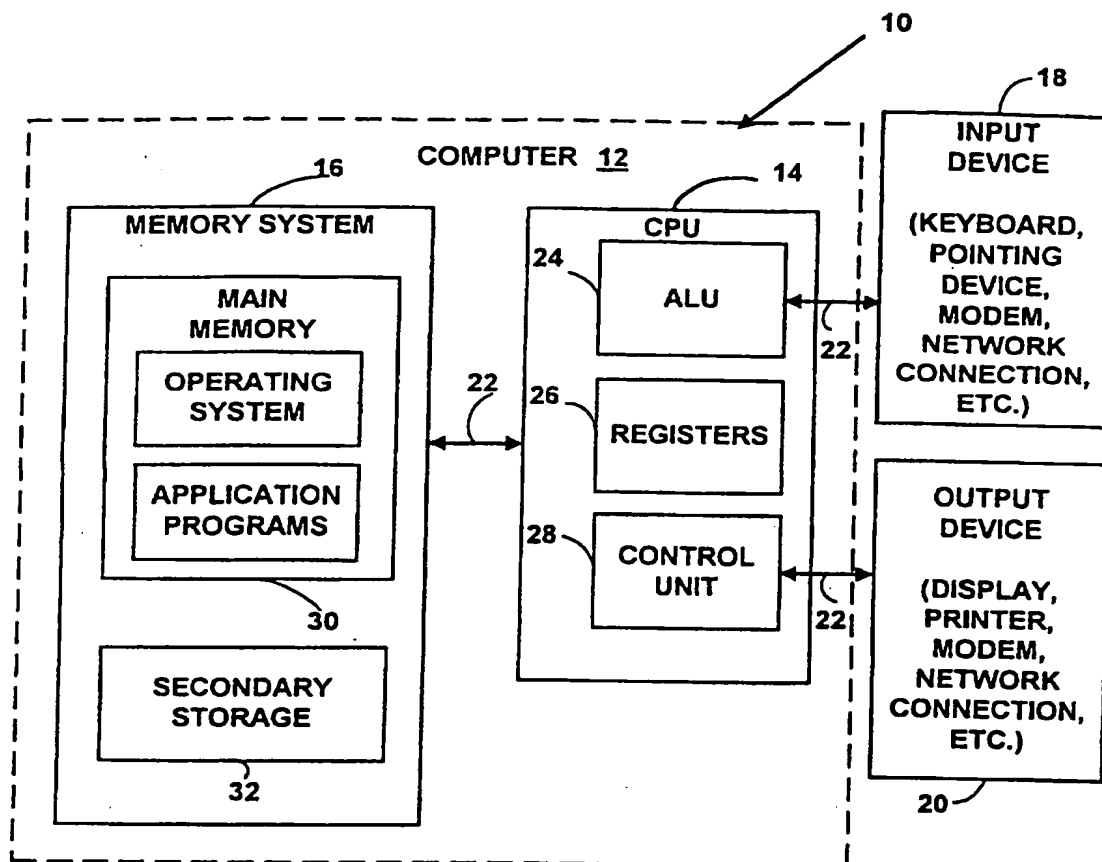 10
18
COMPUTER 12
16
14
MEMORY SYSTEM
MAIN
MEMORY
OPERATING
SYSTEM
APPLICATION
PROGRAMS
30
SECONDARY
STORAGE
32
22
CPU
24
ALU
26
REGISTERS
28
CONTROL
UNIT
22
22
INPUT
DEVICE
(KEYBOARD,
POINTING
DEVICE,
MODEM,
NETWORK
CONNECTION,
ETC.)
OUTPUT
DEVICE
(DISPLAY,
PRINTER,
MODEM,
NETWORK
CONNECTION,
ETC.)
20